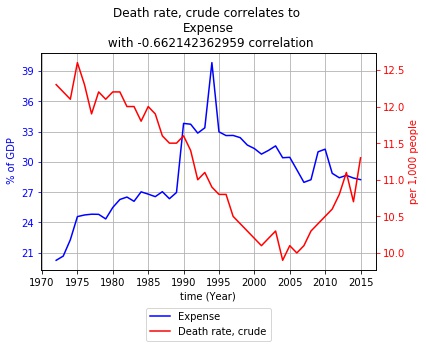 Death rate, crude correlates to
Expense
with -0.662142362959 correlation
39
36
33
30
27
24
21
% of GDP
12.5
12.0
11.5
11.0
10.5
10.0
per 1,000 people
1970 1975 1980 1985 1990 1995 2000 2005 2010 2015
time (Year)
Expense
Death rate, crude